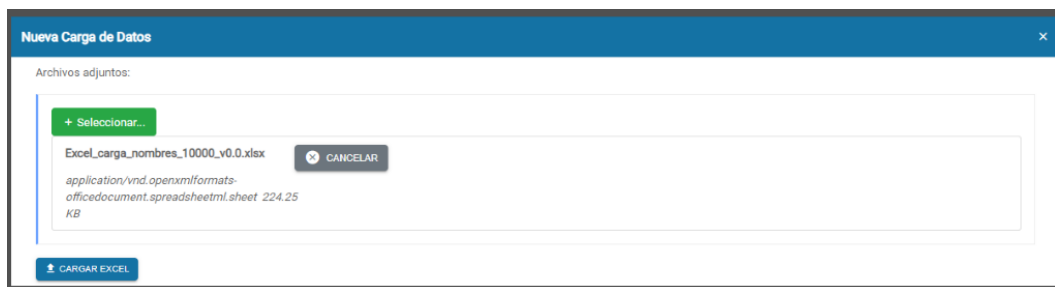 Nueva Carga de Datos
Archivos adjuntos:
+ Seleccionar...
Excel_carga_nombres_10000_v0.0.xlsx
CANCELAR
application/vnd.openxmlformats-
officedocument.spreadsheetml.sheet 224.25
KB
CARGAR EXCEL